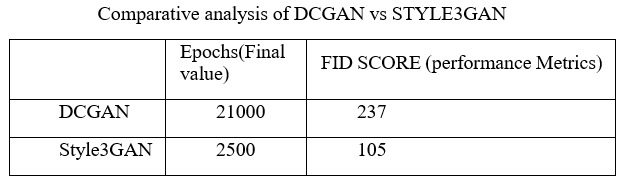 Comparative analysis of DCGAN vs STYLE3GAN
Epochs(Final
value)
FID SCORE (performance Metrics)
DCGAN 21000 237
Style3GAN 2500 105